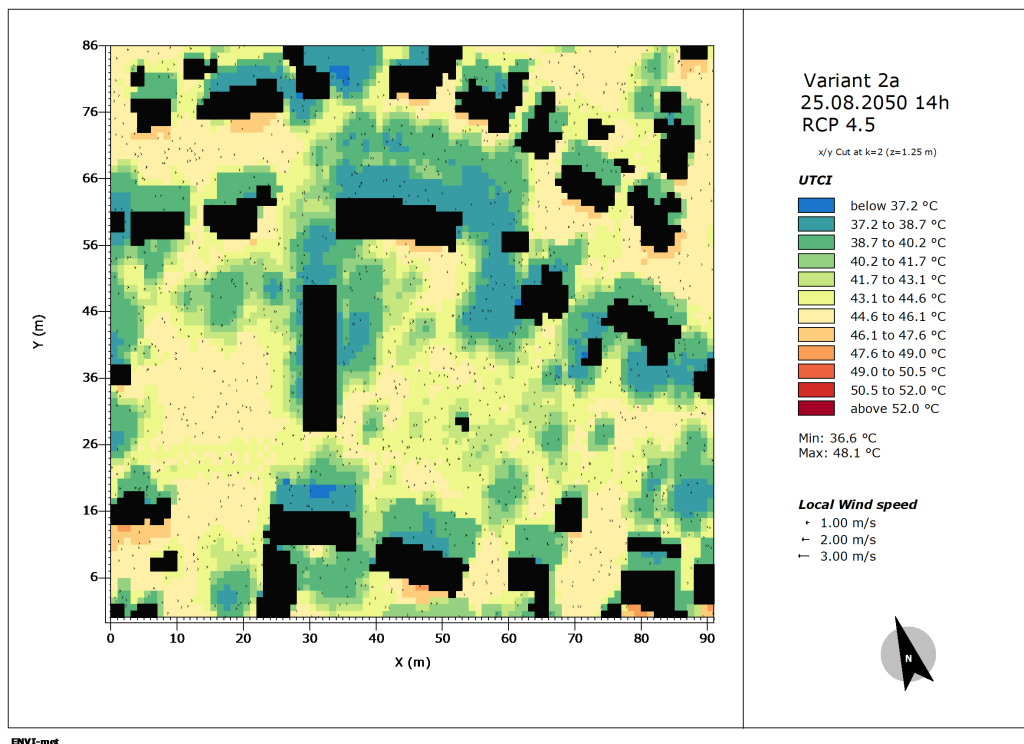 Variant 2a
25.08.2050 14h
RCP 4.5
x/y Cut at k=2 (z=1.25 m)
UTCI
below 37.2 °C
37.2 to 38.7 °C
38.7 to 40.2 °C
40.2 to 41.7 °C
41.7 to 43.1 °C
43.1 to 44.6 °C
44.6 to 46.1 °C
46.1 to 47.6 °C
47.6 to 49.0 °C
49.0 to 50.5 °C
50.5 to 52.0 °C
above 52.0 °C
Min: 36.6 °C
Max: 48.1 °C
Local Wind speed
1.00 m/s
2.00 m/s
3.00 m/s
N
86
76
66
56
46
36
26
16
6
Y (m)
0 10 20 30 40 50 60 70 80 90
X (m)
ENVI-met